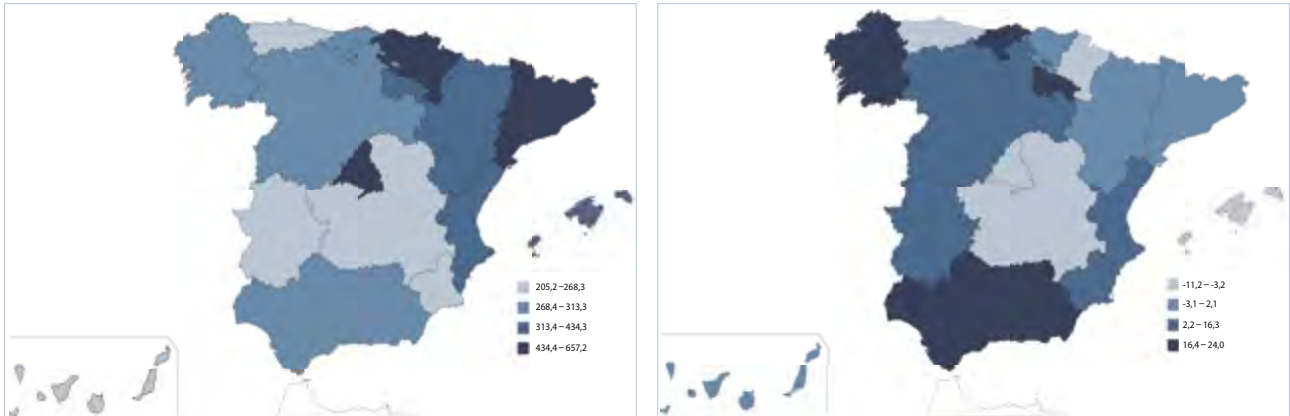 205,2 –268,3
268,4 – 313,3
313,4 – 434,3
434,4 – 657,2
-11,2 – -3,2
-3,1 – 2,1
2,2 – 16,3
16,4 – 24,0